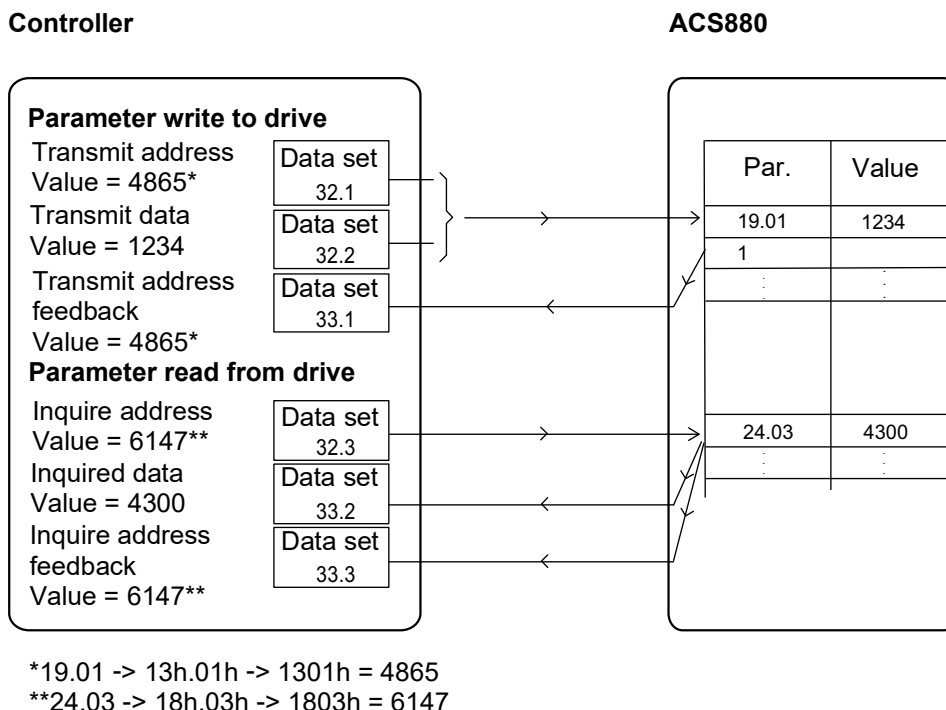 Controller
ACS880
Parameter write to drive
Transmit address
Value = 4865*
Data set
32.1
Transmit data
Value = 1234
Data set
32.2
Transmit address
feedback
Value = 4865*
Data set
33.1
Parameter read from drive
Inquire address
Value = 6147**
Data set
32.3
Inquired data
Value = 4300
Data set
33.2
Inquire address
feedback
Value = 6147**
Data set
33.3
Par. Value
19.01 1234
1
24.03 4300
*19.01 -> 13h.01h -> 1301h = 4865
**24.03 -> 18h.03h -> 1803h = 6147